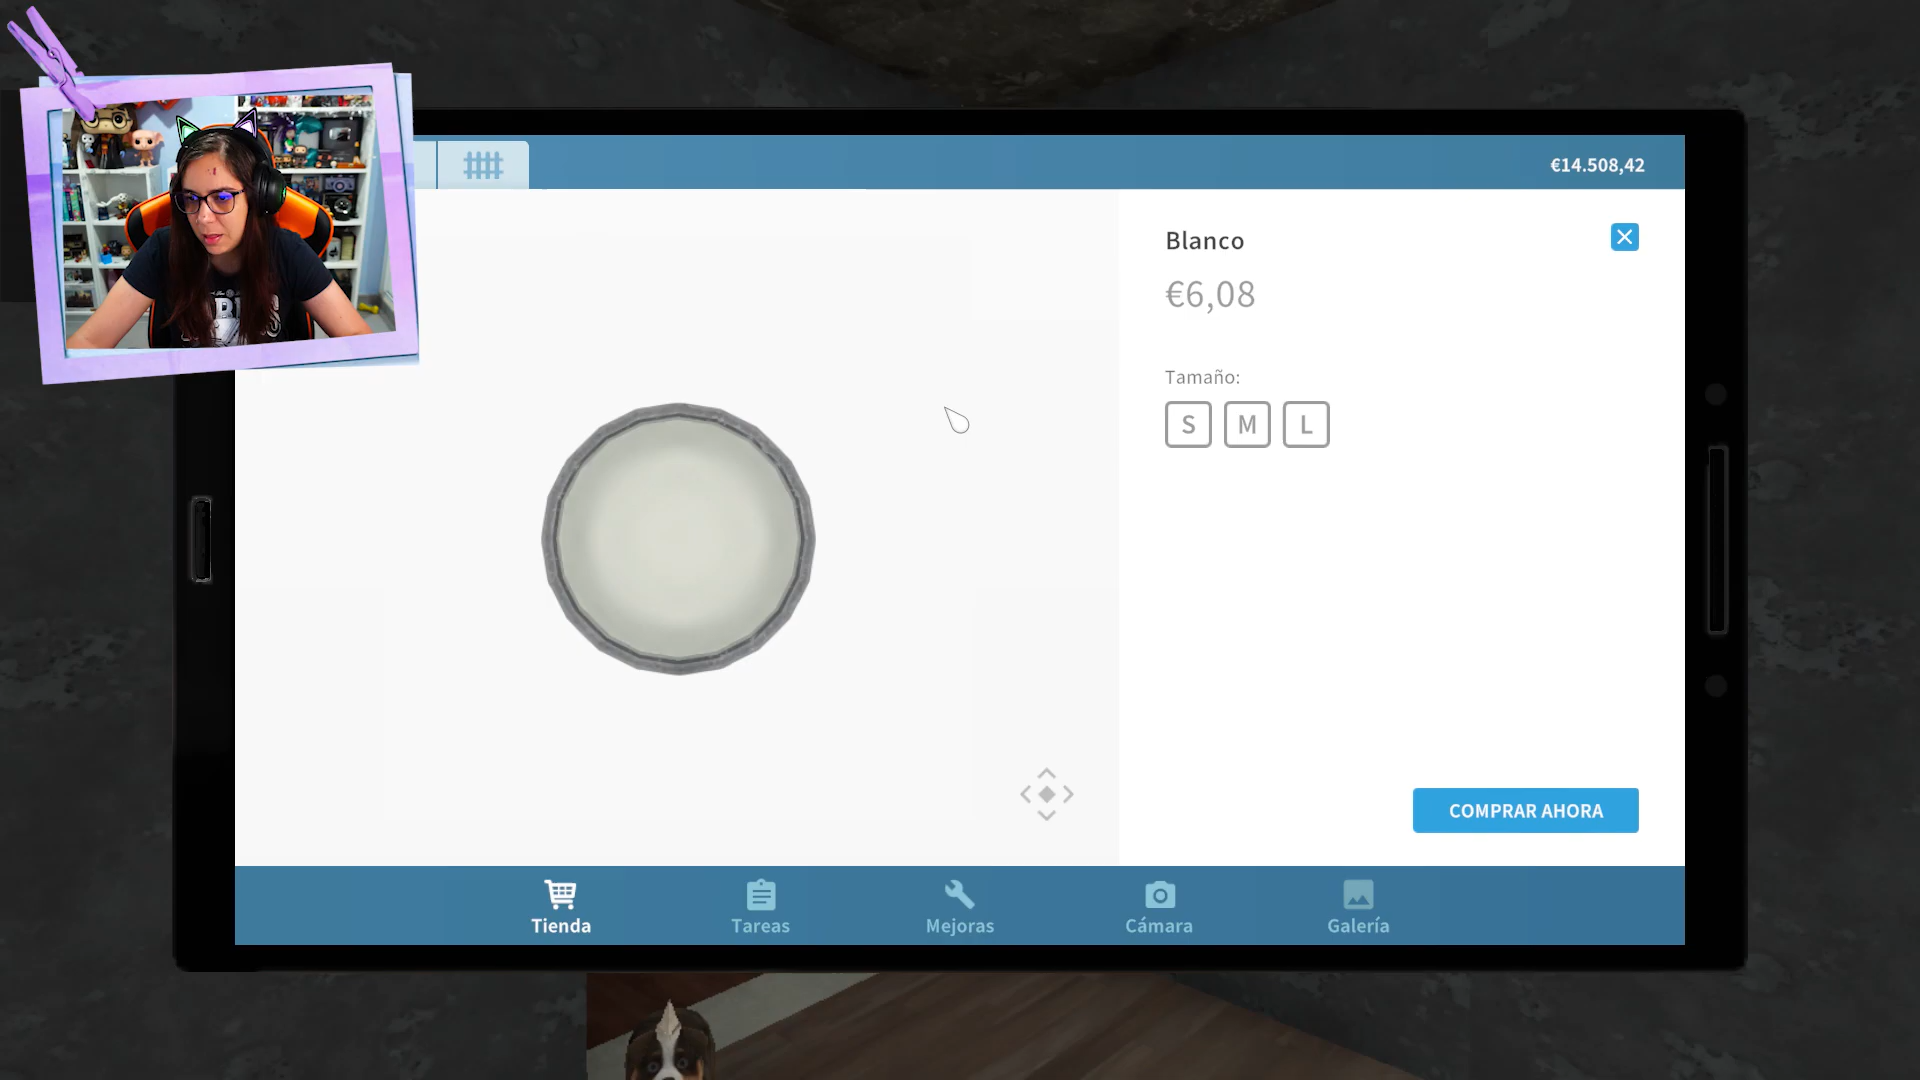 €14.508,42
Blanco
€6,08
Tamaño:
S M L
COMPRAR AHORA
Tienda
Tareas
Mejoras
Cámara
Galería